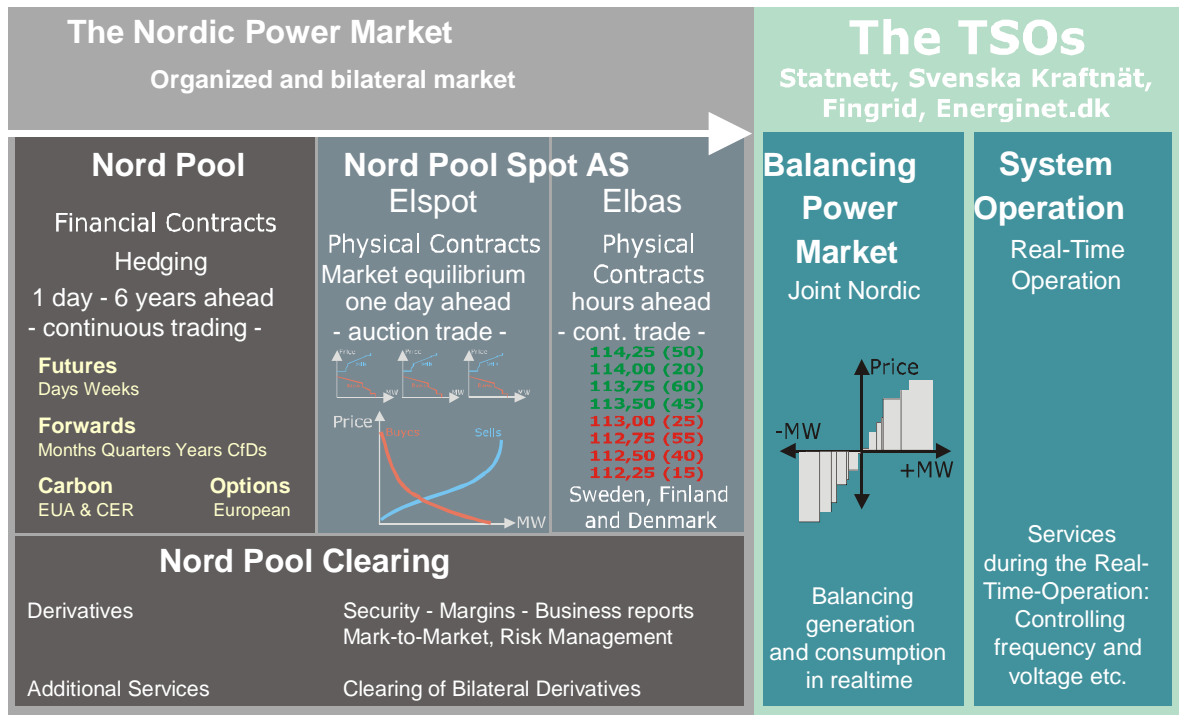 The Nordic Power Market
Organized and bilateral market
The TSOs
Statnett, Svenska Kraftnät,
Fingrid, Energinet.dk
Nord Pool
Financial Contracts
Hedging
1 day - 6 years ahead
- continuous trading -
Futures
Days Weeks
Forwards
Months Quarters Years CfDs
Carbon
EUA & CER
Options
European
Nord Pool Spot AS
Elspot
Physical Contracts
Market equilibrium
one day ahead
- auction trade -
Price
MW
Price
MW
Price
MW
Price
Buyes
Sells
MW
Elbas
Physical
Contracts
hours ahead
- cont. trade -
114,25 (50)
114,00 (20)
113,75 (60)
113,50 (45)
113,00 (25)
112,75 (55)
112,50 (40)
112,25 (15)
Sweden, Finland
and Denmark
Balancing
Power
Market
Joint Nordic
Price
-MW
+MW
Balancing
generation
and consumption
in realtime
System
Operation
Real-Time
Operation
Services
during the Real-
Time-Operation:
Controlling
frequency and
voltage etc.
Nord Pool Clearing
Derivatives
Security - Margins - Business reports
Mark-to-Market, Risk Management
Additional Services
Clearing of Bilateral Derivatives